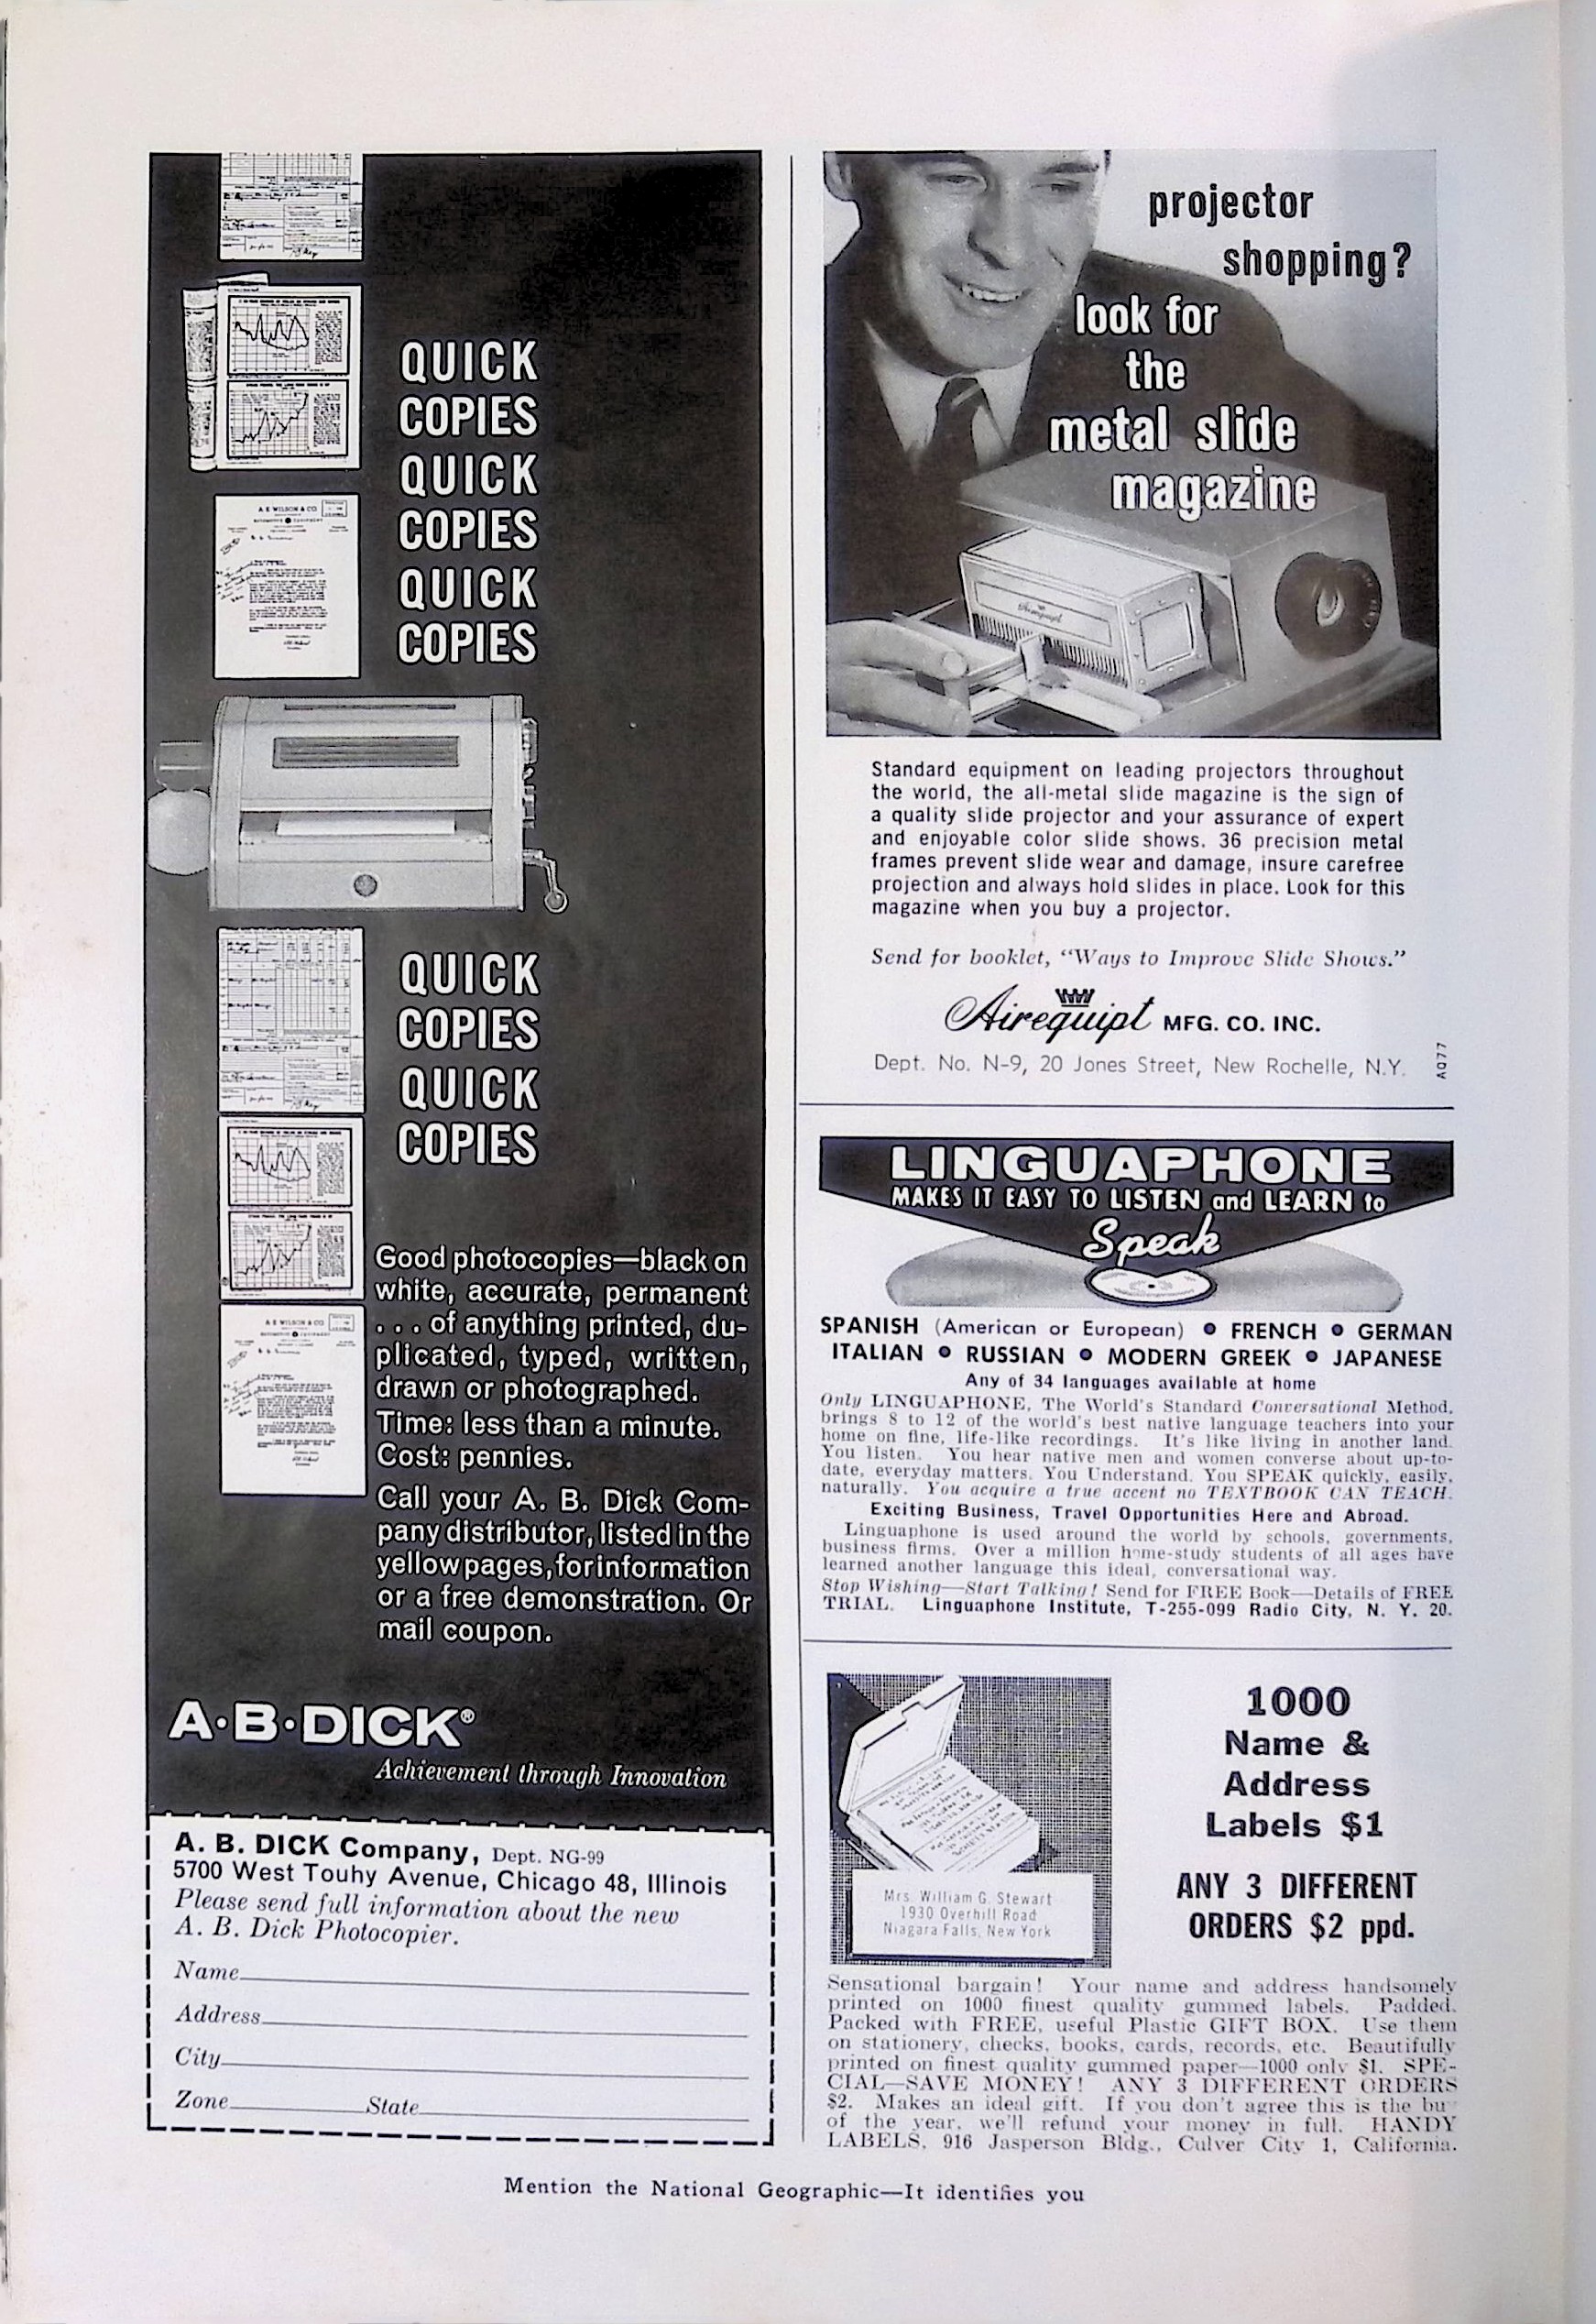 QUICK
COPIES
QUICK
COPIES
QUICK
COPIES
A E WILSON & CO
QUICK
COPIES
QUICK
COPIES
Good photocopies—black on
white, accurate, permanent
. . . of anything printed, du-
plicated, typed, written,
drawn or photographed.
Time: less than a minute.
Cost: pennies.
Call your A. B. Dick Com-
pany distributor, listed in the
yellow pages, for information
or a free demonstration. Or
mail coupon.
A·B·DICK®
Achievement through Innovation
A. B. DICK Company, Dept. NG-99
5700 West Touhy Avenue, Chicago 48, Illinois
Please send full information about the new
A. B. Dick Photocopier.
Name
Address
City
Zone State
projector
shopping?
look for
the
metal slide
magazine
Airequipt
Standard equipment on leading projectors throughout
the world, the all-metal slide magazine is the sign of
a quality slide projector and your assurance of expert
and enjoyable color slide shows. 36 precision metal
frames prevent slide wear and damage, insure carefree
projection and always hold slides in place. Look for this
magazine when you buy a projector.
Send for booklet, “Ways to Improve Slide Shows.”
Airequipt MFG. CO. INC.
Dept. No. N-9, 20 Jones Street, New Rochelle, N.Y.
AQ77
LINGUAPHONE
MAKES IT EASY TO LISTEN and LEARN to
Speak
SPANISH (American or European) • FRENCH • GERMAN
ITALIAN • RUSSIAN • MODERN GREEK • JAPANESE
Any of 34 languages available at home
Only LINGUAPHONE, The World's Standard Conversational Method,
brings 8 to 12 of the world's best native language teachers into your
home on fine, life-like recordings. It's like living in another land.
You listen. You hear native men and women converse about up-to-
date, everyday matters. You Understand. You SPEAK quickly, easily,
naturally. You acquire a true accent no TEXTBOOK CAN TEACH.
Exciting Business, Travel Opportunities Here and Abroad.
Linguaphone is used around the world by schools, governments,
business firms. Over a million home-study students of all ages have
learned another language this ideal, conversational way.
Stop Wishing—Start Talking! Send for FREE Book—Details of FREE
TRIAL. Linguaphone Institute, T-255-099 Radio City, N. Y. 20.
1000
Name &
Address
Labels $1
ANY 3 DIFFERENT
ORDERS $2 ppd.
Mrs. William G. Stewart
1930 Overhill Road
Niagara Falls, New York
Sensational bargain! Your name and address handsomely
printed on 1000 finest quality gummed labels. Padded.
Packed with FREE, useful Plastic GIFT BOX. Use them
on stationery, checks, books, cards, records, etc. Beautifully
printed on finest quality gummed paper—1000 only $1. SPE-
CIAL—SAVE MONEY! ANY 3 DIFFERENT ORDERS
$2. Makes an ideal gift. If you don't agree this is the bu
of the year, we'll refund your money in full. HANDY
LABELS, 916 Jasperson Bldg., Culver City 1, California.
Mention the National Geographic—It identifies you